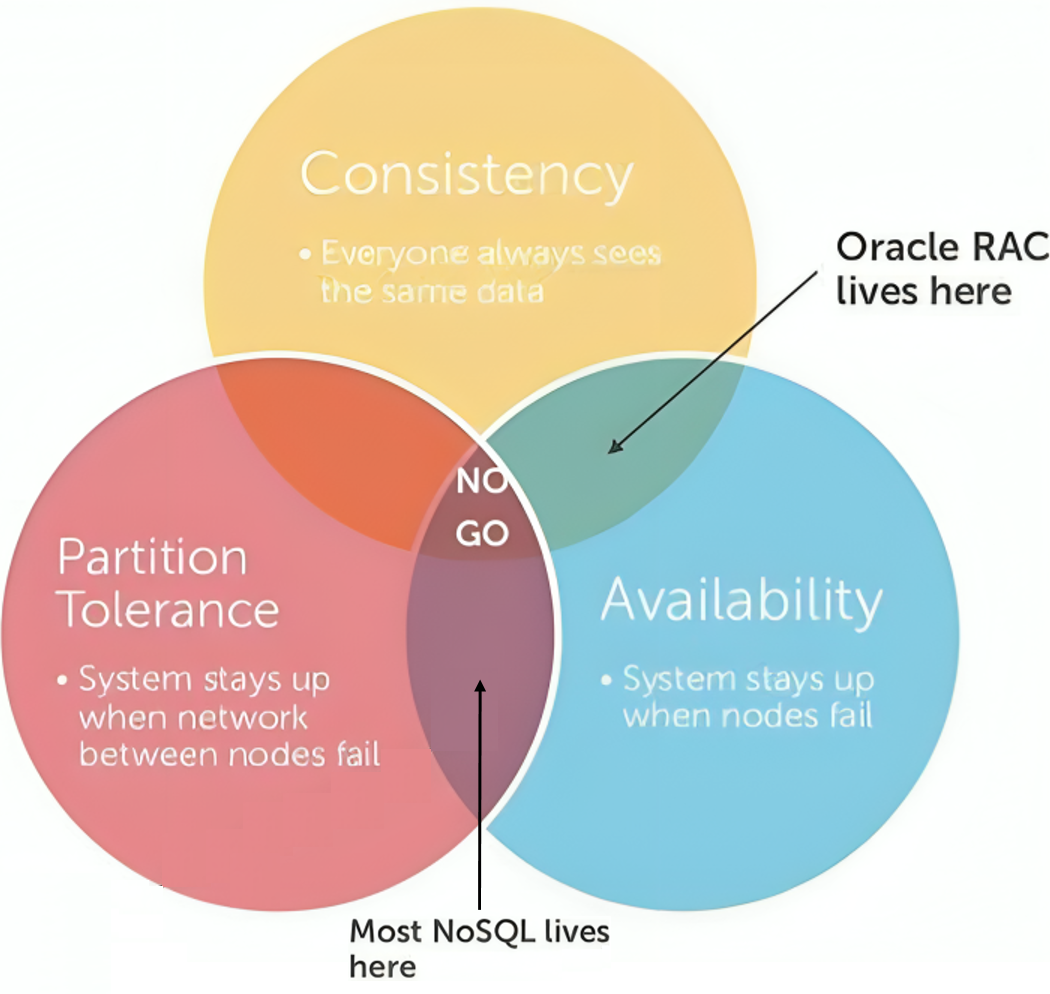 Consistency
• Everyone always sees
the same data
Oracle RAC
lives here
NO
GO
Partition
Tolerance
• System stays up
when network
between nodes fail
Availability
• System stays up
when nodes fail
Most NoSQL lives
here